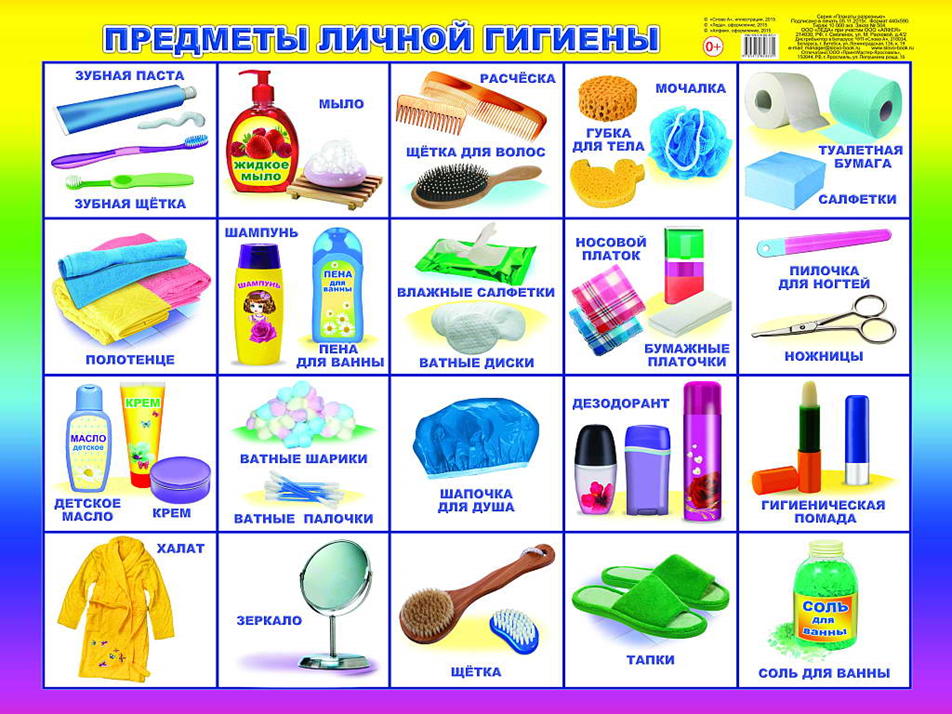 ПРЕДМЕТЫ ЛИЧНОЙ ГИГИЕНЫ
0+
ЗУБНАЯ ПАСТА
ЗУБНАЯ ЩЁТКА
МЫЛО
ЖИДКОЕ
МЫЛО
РАСЧЁСКА
ЩЁТКА ДЛЯ ВОЛОС
МОЧАЛКА
ГУБКА
ДЛЯ ТЕЛА
ТУАЛЕТНАЯ
БУМАГА
САЛФЕТКИ
ПОЛОТЕНЦЕ
ШАМПУНЬ
ШАМПУНЬ
ПЕНА
для
ванны
ПЕНА
ДЛЯ ВАННЫ
ВЛАЖНЫЕ САЛФЕТКИ
ВАТНЫЕ ДИСКИ
НОСОВОЙ
ПЛАТОК
БУМАЖНЫЕ
ПЛАТОЧКИ
ПИЛОЧКА
ДЛЯ НОГТЕЙ
НОЖНИЦЫ
МАСЛО
детское
КРЕМ
ДЕТСКОЕ
МАСЛО
КРЕМ
ВАТНЫЕ ШАРИКИ
ВАТНЫЕ ПАЛОЧКИ
ШАПОЧКА
ДЛЯ ДУША
ДЕЗОДОРАНТ
ГИГИЕНИЧЕСКАЯ
ПОМАДА
ХАЛАТ
ЗЕРКАЛО
ЩЁТКА
ТАПКИ
СОЛЬ
для
ванны
СОЛЬ ДЛЯ ВАННЫ